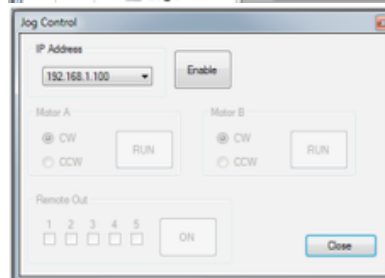 Jog Control
IP Address
192.168.1.100
Enable
Motor A
Motor B
CW
RUN
CW
RUN
CCW
CCW
Remote Out
1 2 3 4 5
ON
Close